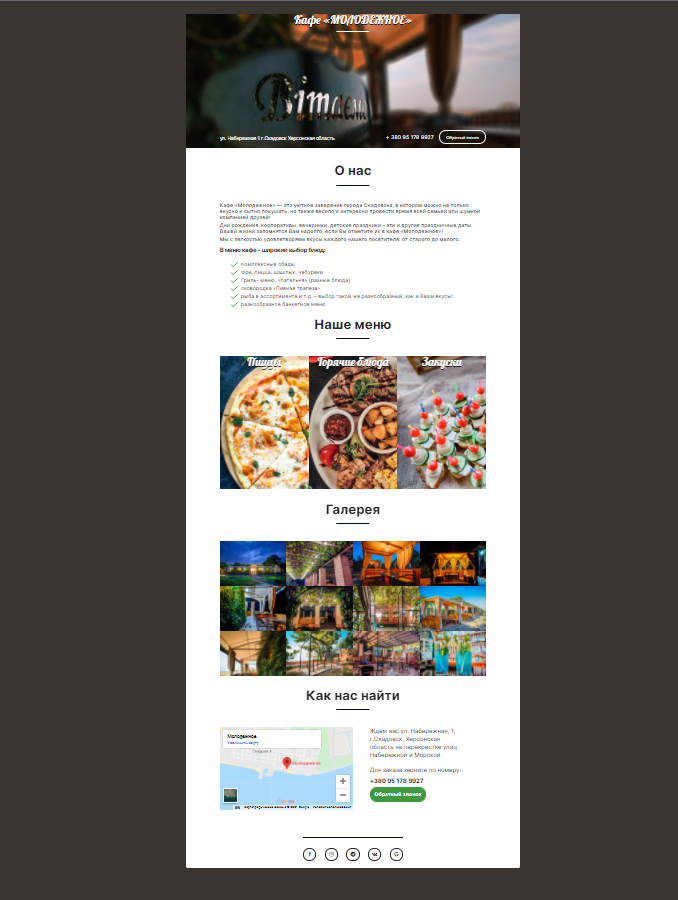 Кафе «МОЛОДЕЖНОЕ»
Вітаєм
ул. Набережная 1 г.Скадовск Херсонская область
+ 380 95 178 9927
Обратный звонок
О нас
Кафе «Молодежное» — это уютное заведение города Скадовска, в котором можно не только
вкусно и сытно покушать, но также весело и интересно провести время всей семьей или шумной
компанией друзей!
Дни рождения, корпоративы, вечеринки, детские праздники – эти и другие праздничные даты
Вашей жизни запомнятся Вам надолго, если Вы отметите их в кафе «Молодежное»!
Мы с легкостью удовлетворяем вкусы каждого нашего посетителя: от старого до малого.
В меню кафе – широкий выбор блюд:
Комплексные обеды
Фри, пицца, шашлык, чебуреки
Гриль- меню, «пательня» (разные блюда)
сковородка «Пивная трапеза»
рыба в ассортименте и т.д. – выбор такой же разнообразный, как и Ваши вкусы!
разнообразное банкетное меню
Наше меню
Пиццы
Горячие блюда
Закуски
Галерея
Как нас найти
Молодежное
Увеличить карту
Молодежное
Ждем вас ул. Набережная, 1,
г.Скадовск, Херсонская
область на перекрестке улиц
Набережной и Морской
Для заказа звоните по номеру:
+380 95 178 9927
Обратный звонок